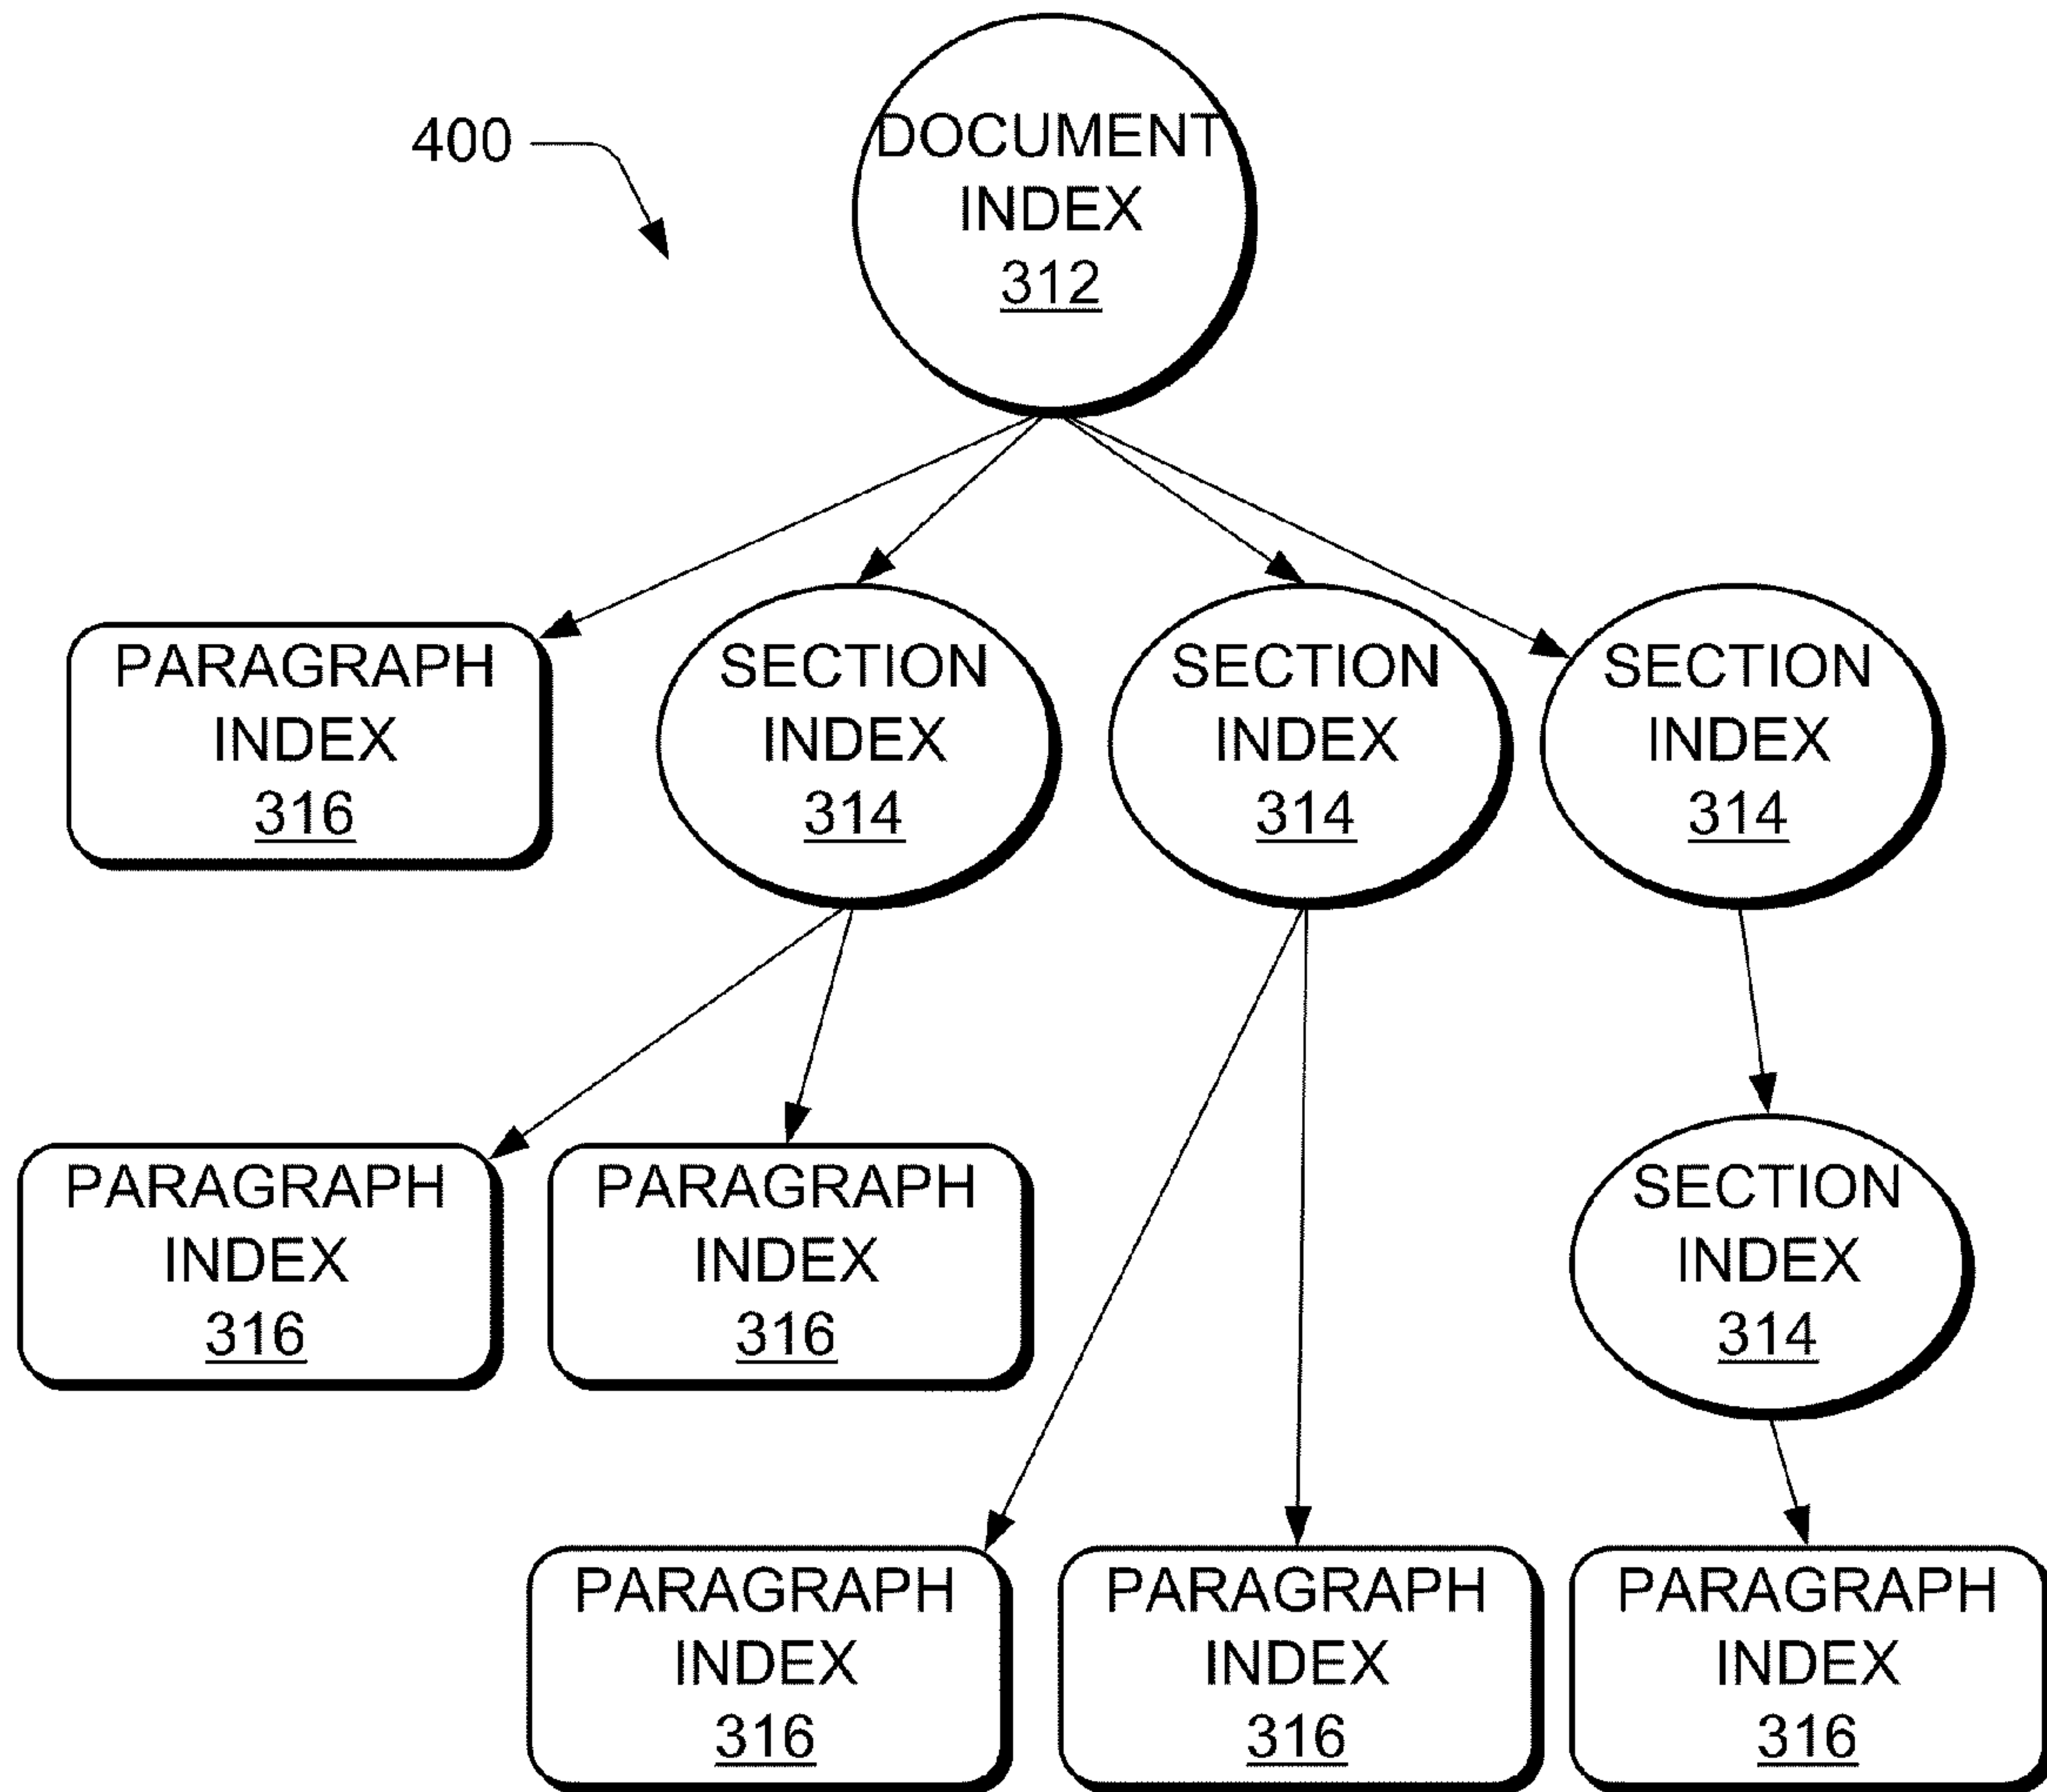 400
DOCUMENT
INDEX
312
PARAGRAPH
INDEX
316
SECTION
INDEX
314
SECTION
INDEX
314
SECTION
INDEX
314
PARAGRAPH
INDEX
316
PARAGRAPH
INDEX
316
SECTION
INDEX
314
PARAGRAPH
INDEX
316
PARAGRAPH
INDEX
316
PARAGRAPH
INDEX
316